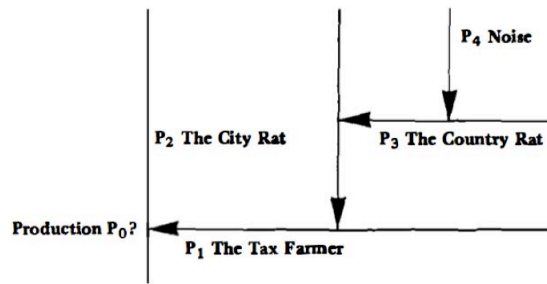 P₄ Noise
P₂ The City Rat
P₃ The Country Rat
Production P₀?
P₁ The Tax Farmer